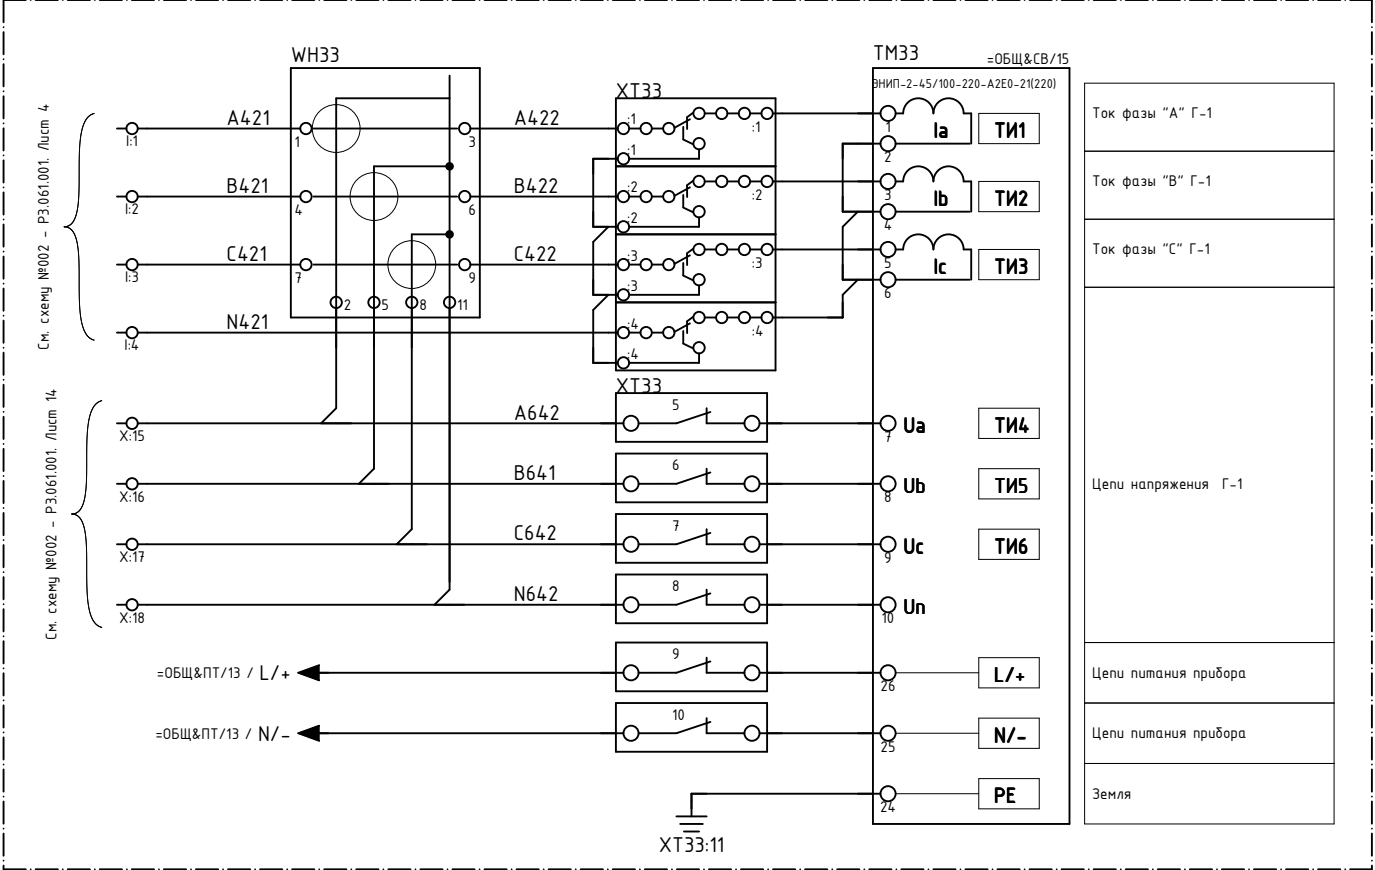 WH33
TM33
=ОБЩ&СВ/15
ЭНИП-2-45/100-220-А2Е0-21(220)
XT33
См. схему №002 - РЗ.061.001. Лист 4
I:1
A421
1
3
A422
:1
:1
:1
1
2
Ia
ТИ1
Ток фазы "А" Г-1
I:2
B421
4
6
B422
:2
:2
:2
3
4
Ib
ТИ2
Ток фазы "В" Г-1
I:3
C421
7
9
C422
:3
:3
:3
5
6
Ic
ТИ3
Ток фазы "С" Г-1
2
5
8
11
I:4
N421
:4
:4
:4
XT33
См. схему №002 - РЗ.061.001. Лист 14
X:15
A642
5
7
Ua
ТИ4
X:16
B641
6
8
Ub
ТИ5
Цепи напряжения Г-1
X:17
C642
7
9
Uc
ТИ6
X:18
N642
8
10
Un
=ОБЩ&ПТ/13 / L/+
9
26
L/+
Цепи питания прибора
=ОБЩ&ПТ/13 / N/-
10
25
N/-
Цепи питания прибора
24
PE
Земля
XT33:11